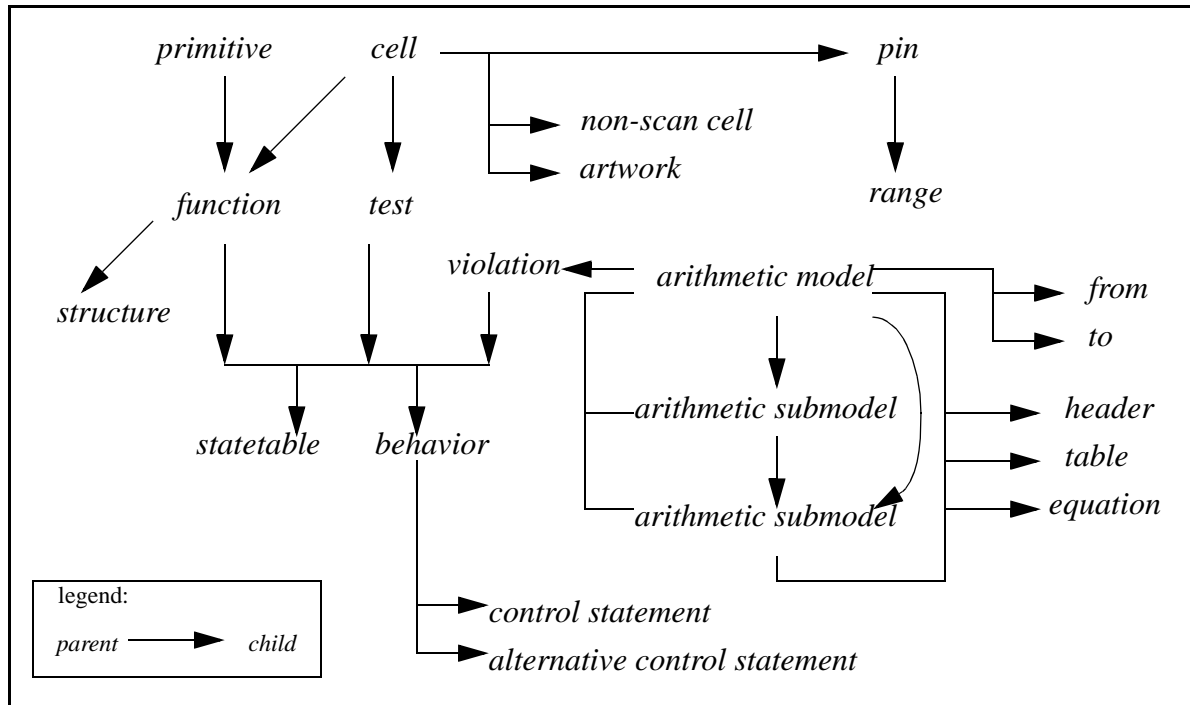 primitive
cell
pin
non-scan cell
artwork
range
function
test
violation
arithmetic model
from
to
structure
arithmetic submodel
header
statetable
behavior
table
equation
arithmetic submodel
legend:
parent
child
control statement
alternative control statement